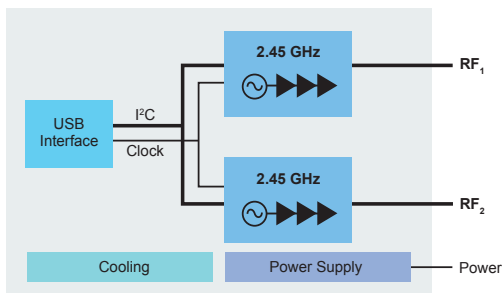 2.45 GHz
RF₁
I²C
USB
Interface
Clock
2.45 GHz
RF₂
Cooling
Power Supply
Power